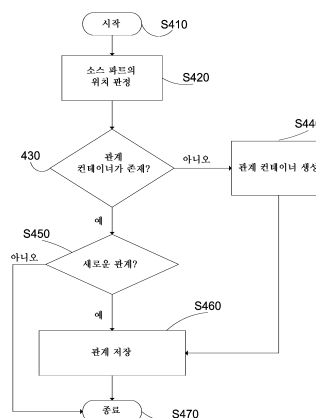 시작
S410
소스 파트의
위치 판정
S420
S440
관계
컨테이너가 존재?
430
아니오
관계 컨테이너 생성
예
S450
아니오
새로운 관계?
예
S460
관계 저장
종료
S470